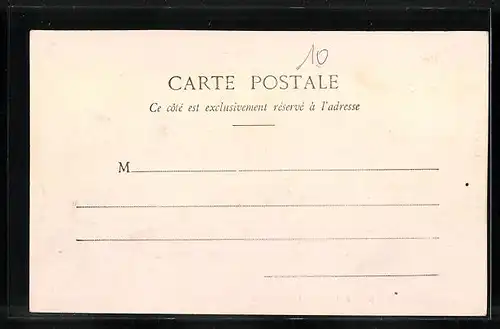 10
CARTE POSTALE
Ce côté est exclusivement réservé à l'adresse
M